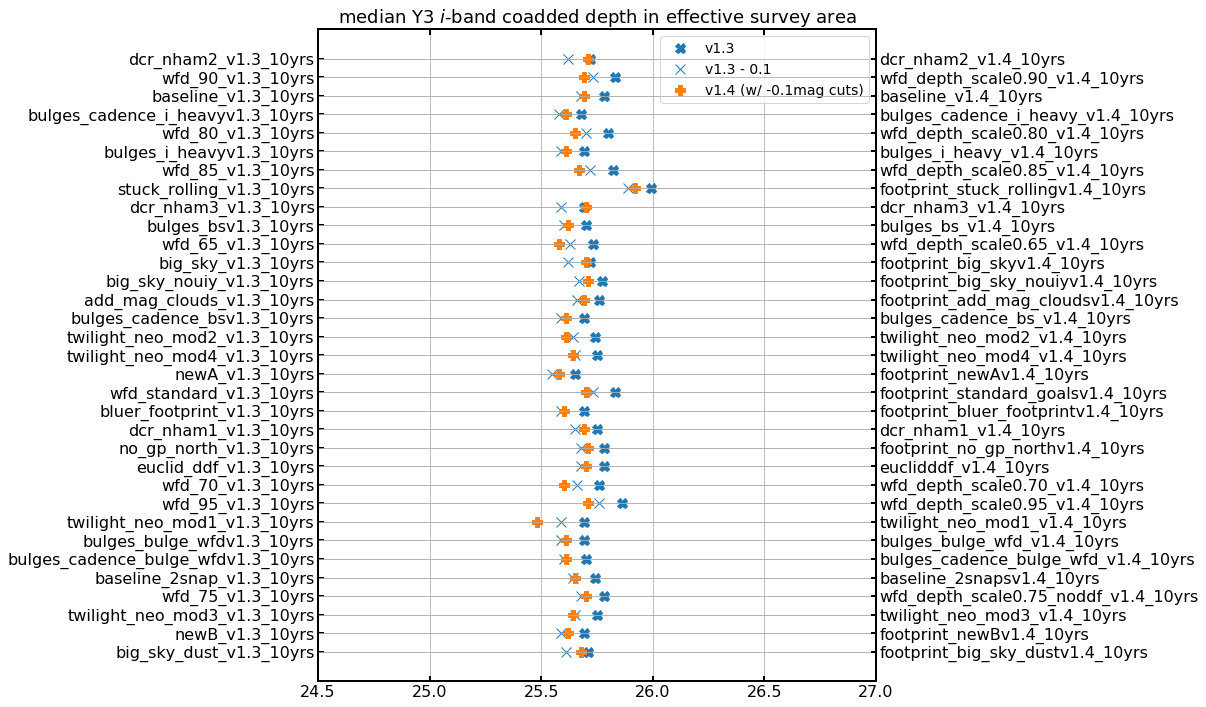 median Y3 i-band coadded depth in effective survey area
v1.3
v1.3 - 0.1
v1.4 (w/ -0.1mag cuts)
dcr_nham2_v1.3_10yrs dcr_nham2_v1.4_10yrs
wfd_90_v1.3_10yrs wfd_depth_scale0.90_v1.4_10yrs
baseline_v1.3_10yrs baseline_v1.4_10yrs
bulges_cadence_i_heavyv1.3_10yrs bulges_cadence_i_heavy_v1.4_10yrs
wfd_80_v1.3_10yrs wfd_depth_scale0.80_v1.4_10yrs
bulges_i_heavyv1.3_10yrs bulges_i_heavy_v1.4_10yrs
wfd_85_v1.3_10yrs wfd_depth_scale0.85_v1.4_10yrs
stuck_rolling_v1.3_10yrs footprint_stuck_rollingv1.4_10yrs
dcr_nham3_v1.3_10yrs dcr_nham3_v1.4_10yrs
bulges_bsv1.3_10yrs bulges_bs_v1.4_10yrs
wfd_65_v1.3_10yrs wfd_depth_scale0.65_v1.4_10yrs
big_sky_v1.3_10yrs footprint_big_skyv1.4_10yrs
big_sky_nouiy_v1.3_10yrs footprint_big_sky_nouiyv1.4_10yrs
add_mag_clouds_v1.3_10yrs footprint_add_mag_cloudsv1.4_10yrs
bulges_cadence_bsv1.3_10yrs bulges_cadence_bs_v1.4_10yrs
twilight_neo_mod2_v1.3_10yrs twilight_neo_mod2_v1.4_10yrs
twilight_neo_mod4_v1.3_10yrs twilight_neo_mod4_v1.4_10yrs
newA_v1.3_10yrs footprint_newAv1.4_10yrs
wfd_standard_v1.3_10yrs footprint_standard_goalsv1.4_10yrs
bluer_footprint_v1.3_10yrs footprint_bluer_footprintv1.4_10yrs
dcr_nham1_v1.3_10yrs dcr_nham1_v1.4_10yrs
no_gp_north_v1.3_10yrs footprint_no_gp_northv1.4_10yrs
euclid_ddf_v1.3_10yrs euclidddf_v1.4_10yrs
wfd_70_v1.3_10yrs wfd_depth_scale0.70_v1.4_10yrs
wfd_95_v1.3_10yrs wfd_depth_scale0.95_v1.4_10yrs
twilight_neo_mod1_v1.3_10yrs twilight_neo_mod1_v1.4_10yrs
bulges_bulge_wfdv1.3_10yrs bulges_bulge_wfd_v1.4_10yrs
bulges_cadence_bulge_wfdv1.3_10yrs bulges_cadence_bulge_wfd_v1.4_10yrs
baseline_2snap_v1.3_10yrs baseline_2snapsv1.4_10yrs
wfd_75_v1.3_10yrs wfd_depth_scale0.75_noddf_v1.4_10yrs
twilight_neo_mod3_v1.3_10yrs twilight_neo_mod3_v1.4_10yrs
newB_v1.3_10yrs footprint_newBv1.4_10yrs
big_sky_dust_v1.3_10yrs footprint_big_sky_dustv1.4_10yrs
24.5 25.0 25.5 26.0 26.5 27.0